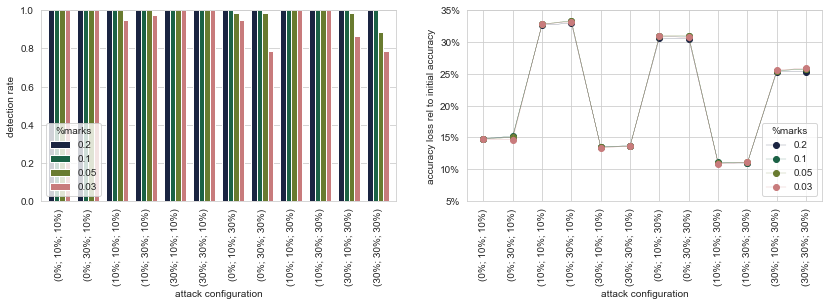 1.0
0.8
0.6
0.4
0.2
0.0
detection rate
%marks
0.2
0.1
0.05
0.03
(0%; 10%; 10%)
(0%; 30%; 10%)
(10%; 10%; 10%)
(10%; 30%; 10%)
(30%; 10%; 10%)
(30%; 30%; 10%)
(0%; 10%; 30%)
(0%; 30%; 30%)
(10%; 10%; 30%)
(10%; 30%; 30%)
(30%; 10%; 30%)
(30%; 30%; 30%)
attack configuration
35%
30%
25%
20%
15%
10%
5%
accuracy loss rel to initial accuracy
%marks
0.2
0.1
0.05
0.03
(0%; 10%; 10%)
(0%; 30%; 10%)
(10%; 10%; 10%)
(10%; 30%; 10%)
(30%; 10%; 10%)
(30%; 30%; 10%)
(0%; 10%; 30%)
(0%; 30%; 30%)
(10%; 10%; 30%)
(10%; 30%; 30%)
(30%; 10%; 30%)
(30%; 30%; 30%)
attack configuration